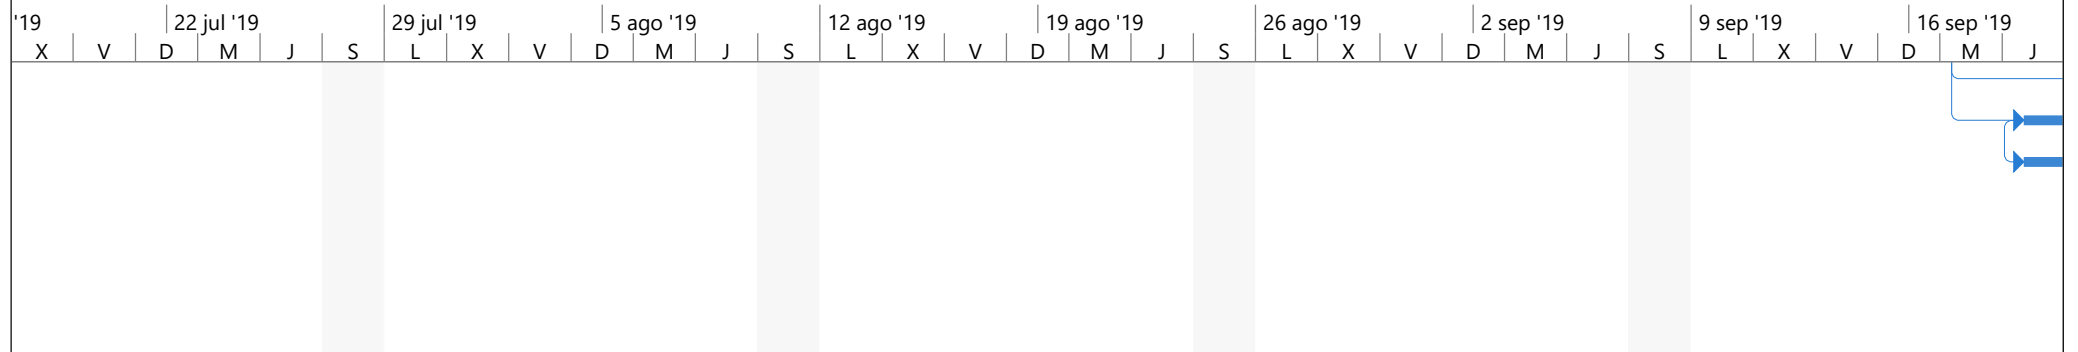 '19 22 jul '19 29 jul '19 5 ago '19 12 ago '19 19 ago '19 26 ago '19 2 sep '19 9 sep '19 16 sep '19
X V D M J S L X V D M J S L X V D M J S L X V D M J S L X V D M J